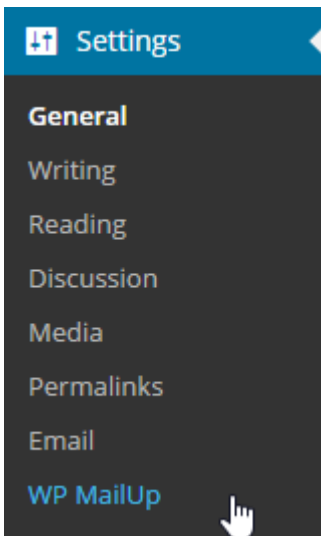 Settings
General
Writing
Reading
Discussion
Media
Permalinks
Email
WP MailUp